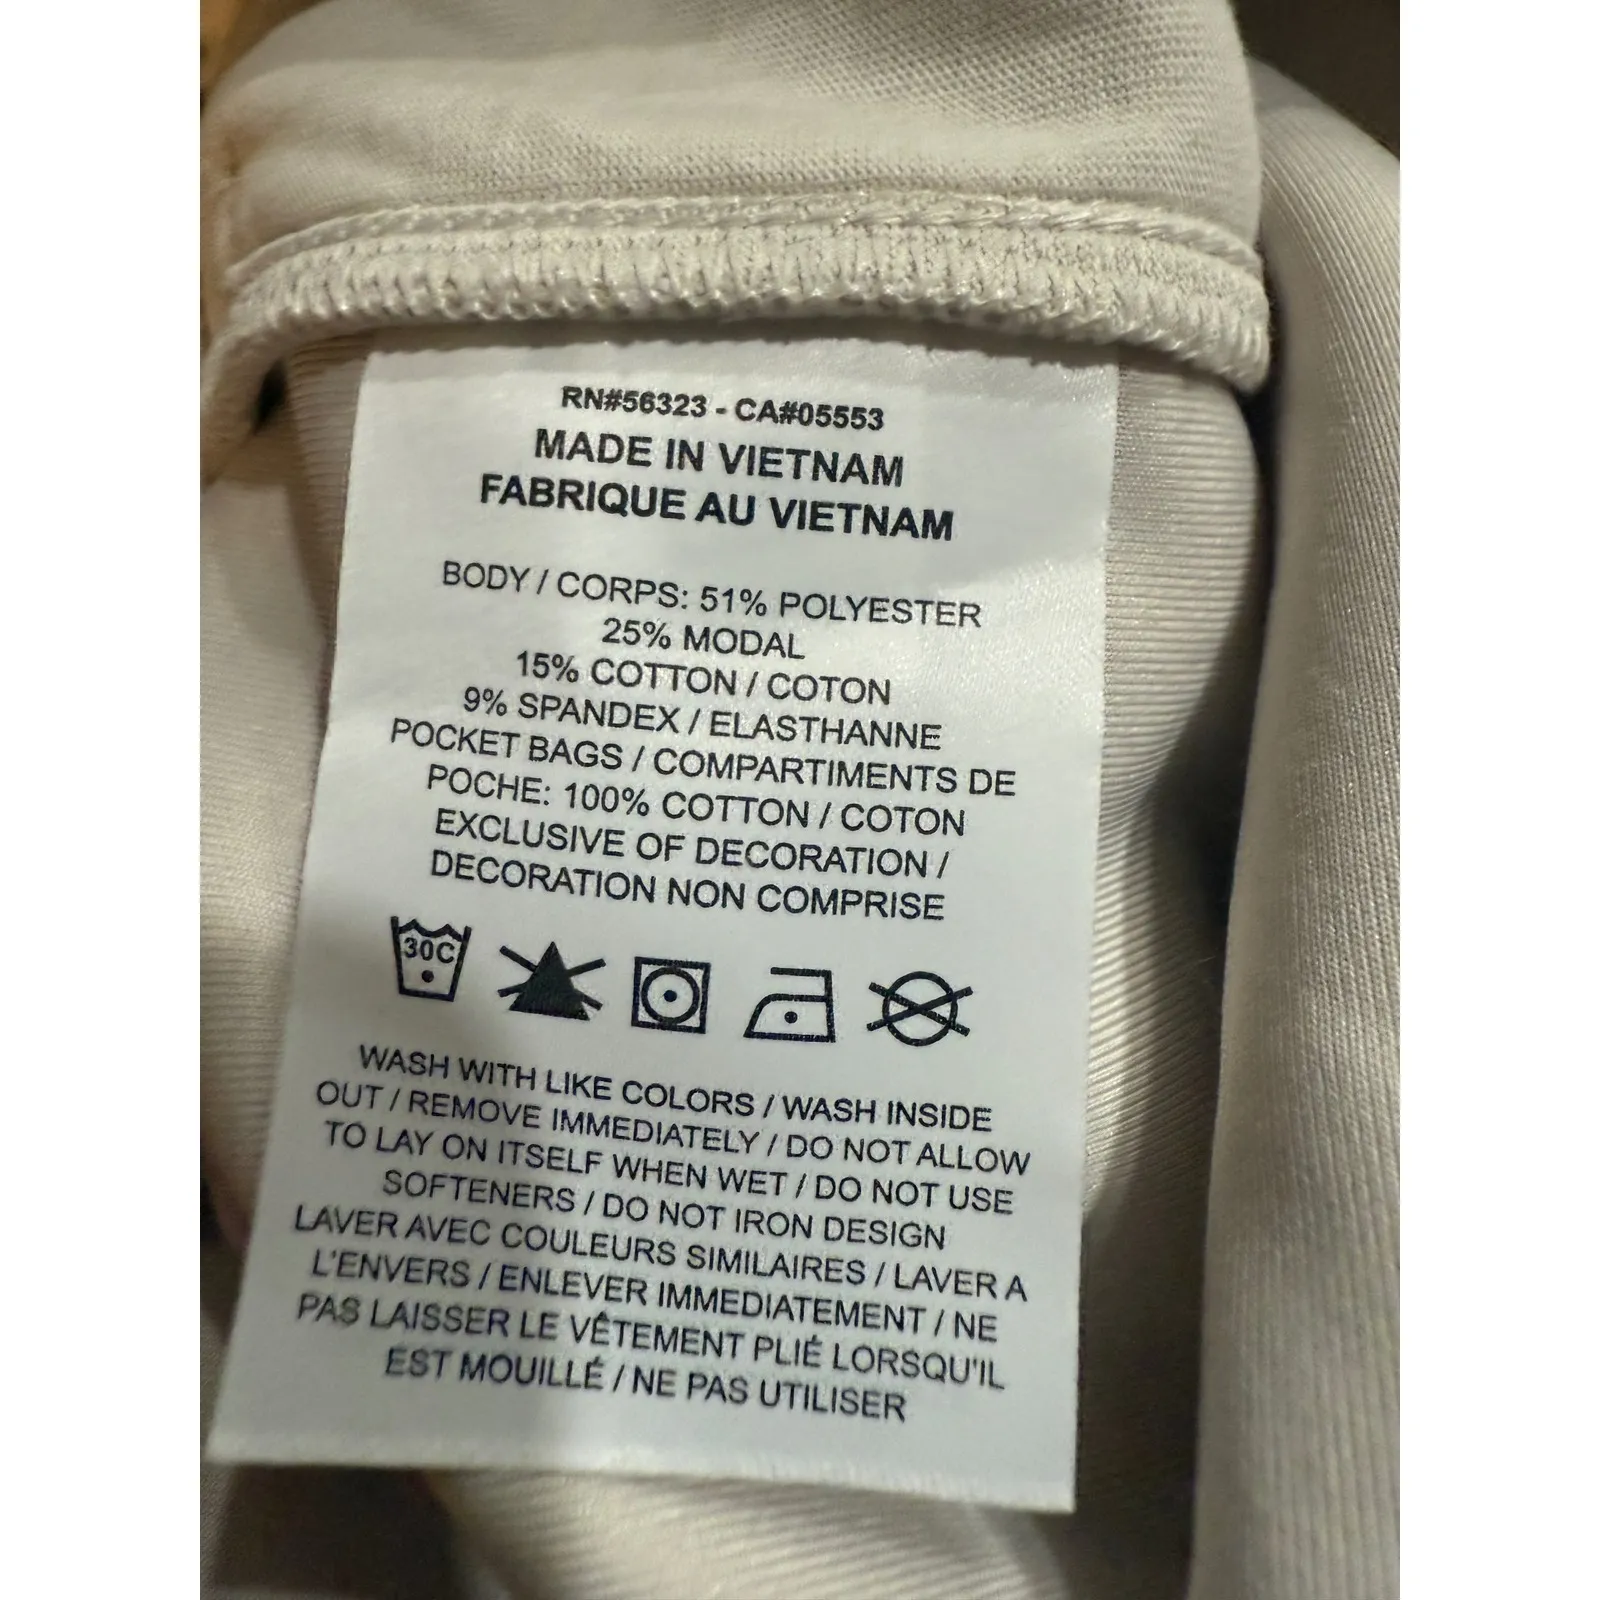 RN#56323 - CA#05553
MADE IN VIETNAM
FABRIQUE AU VIETNAM
BODY / CORPS: 51% POLYESTER
25% MODAL
15% COTTON / COTON
9% SPANDEX / ELASTHANNE
POCKET BAGS / COMPARTIMENTS DE
POCHE: 100% COTTON / COTON
EXCLUSIVE OF DECORATION /
DECORATION NON COMPRISE
30C
WASH WITH LIKE COLORS / WASH INSIDE
OUT / REMOVE IMMEDIATELY / DO NOT ALLOW
TO LAY ON ITSELF WHEN WET / DO NOT USE
SOFTENERS / DO NOT IRON DESIGN
LAVER AVEC COULEURS SIMILAIRES / LAVER A
L'ENVERS / ENLEVER IMMEDIATEMENT / NE
PAS LAISSER LE VÊTEMENT PLIÉ LORSQU'IL
EST MOUILLÉ / NE PAS UTILISER